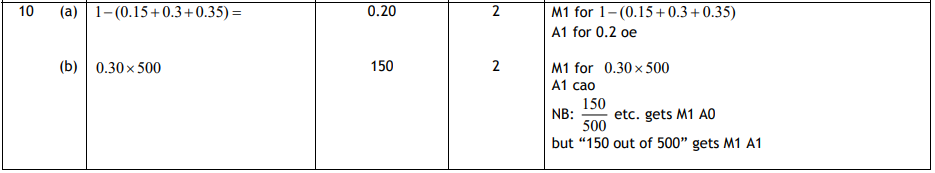 10 (a) 1−(0.15+0.3+0.35) = 0.20 2 M1 for 1−(0.15+0.3+0.35)
A1 for 0.2 oe
(b) 0.30×500 150 2 M1 for 0.30×500
A1 cao
NB: 150/500 etc. gets M1 A0
but “150 out of 500” gets M1 A1